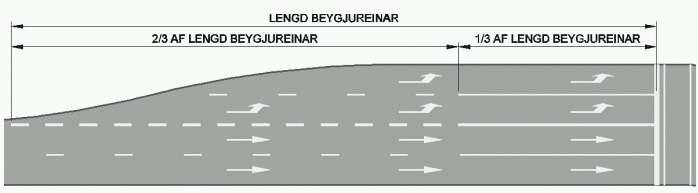 LENGD BEYGJUREINAR
2/3 AF LENGD BEYGJUREINAR
1/3 AF LENGD BEYGJUREINAR